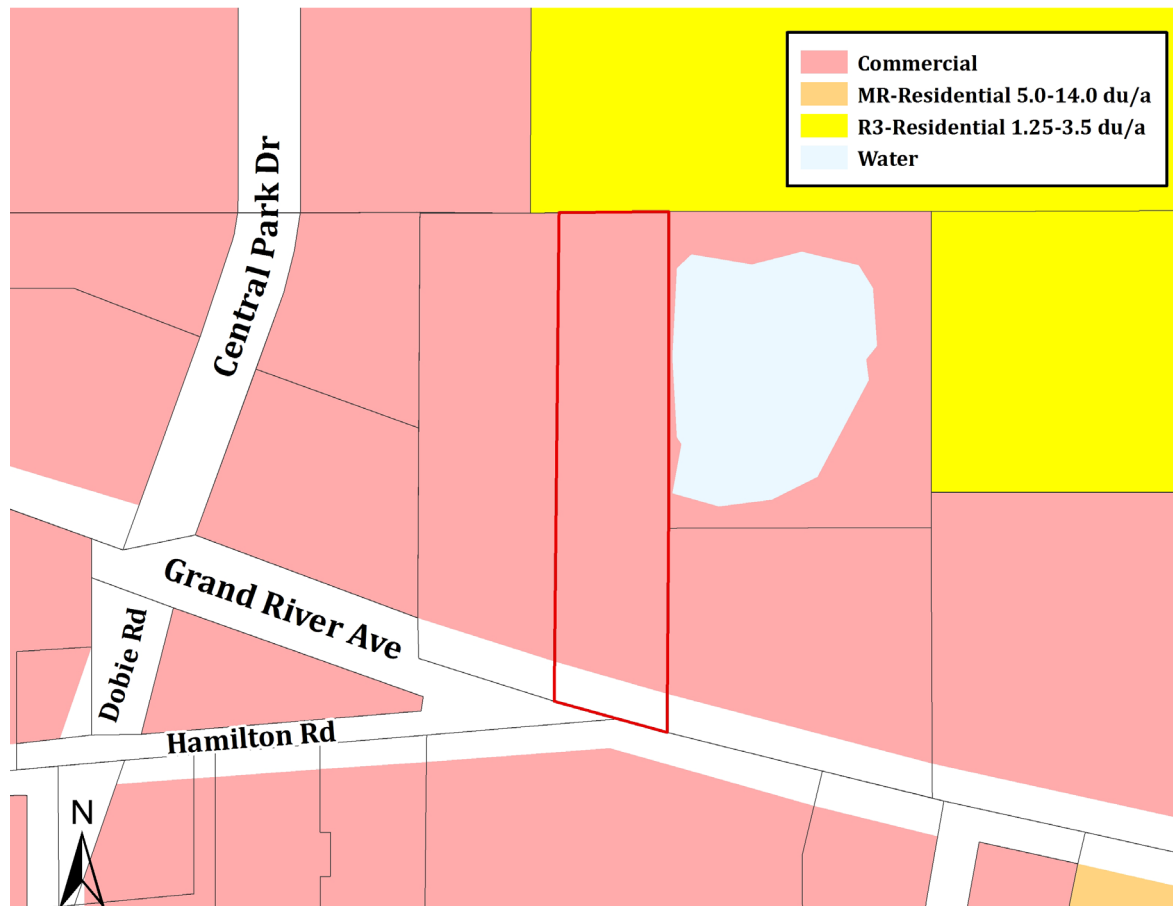 Commercial
MR-Residential 5.0-14.0 du/a
R3-Residential 1.25-3.5 du/a
Water
Central Park Dr
Grand River Ave
Dobie Rd
Hamilton Rd
N